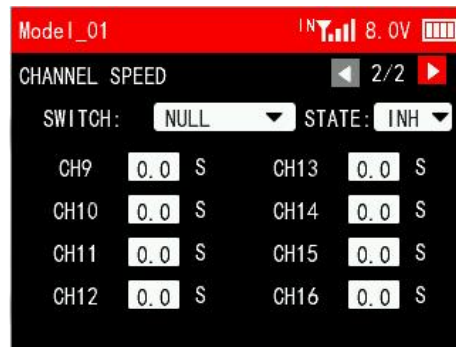 Model_01 IN 8.0V
CHANNEL SPEED 2/2
SWITCH: NULL STATE: INH
CH9 0.0 S CH13 0.0 S
CH10 0.0 S CH14 0.0 S
CH11 0.0 S CH15 0.0 S
CH12 0.0 S CH16 0.0 S